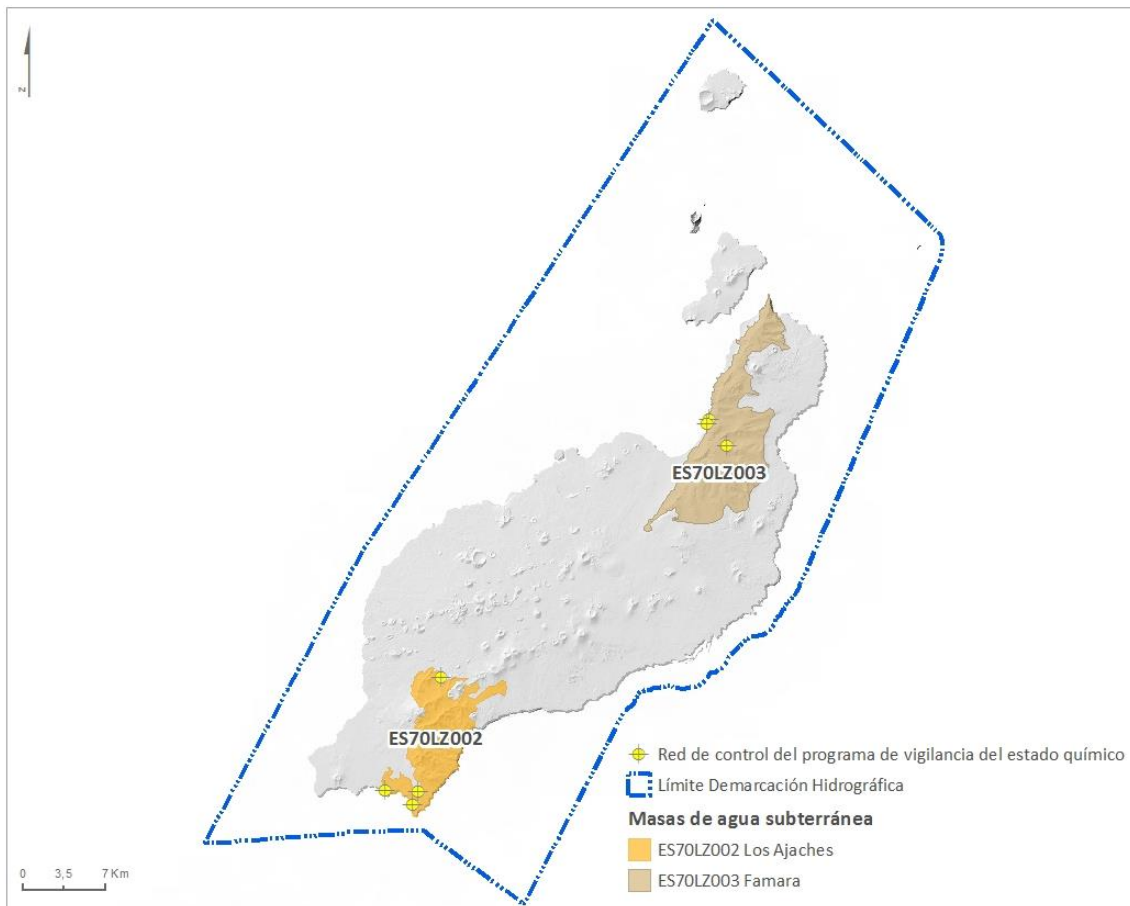 N
ES70LZ003
ES70LZ002
Red de control del programa de vigilancia del estado químico
Límite Demarcación Hidrográfica
Masas de agua subterránea
ES70LZ002 Los Ajaches
ES70LZ003 Famara
0 3,5 7 Km